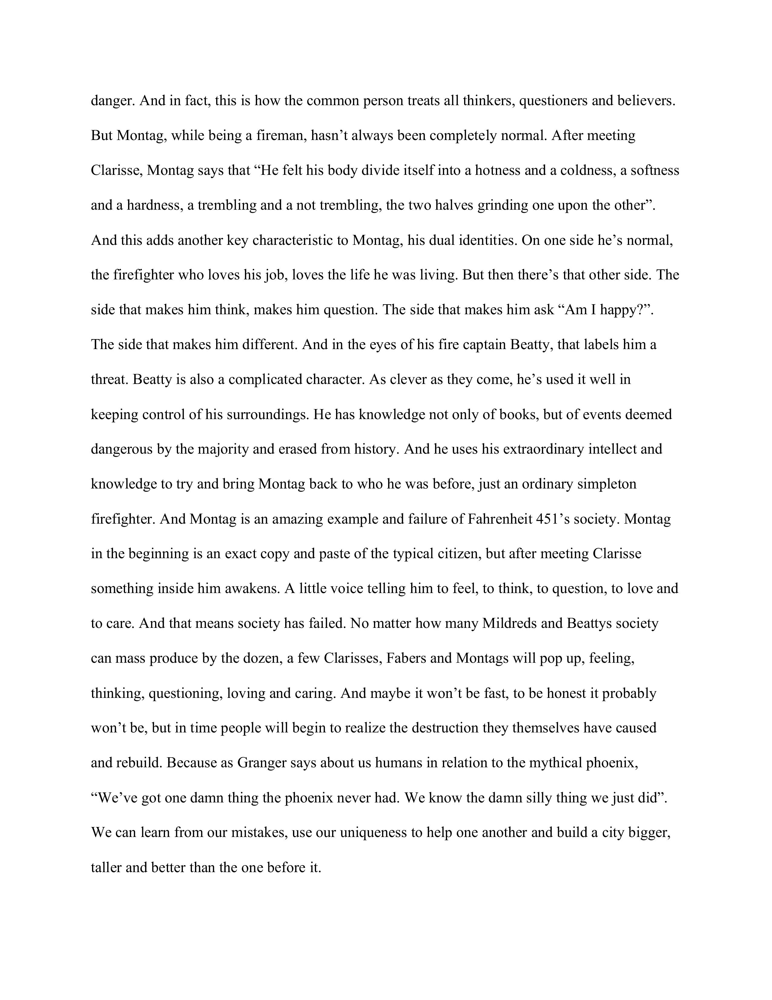 danger. And in fact, this is how the common person treats all thinkers, questioners and believers.
But Montag, while being a fireman, hasn’t always been completely normal. After meeting
Clarisse, Montag says that “He felt his body divide itself into a hotness and a coldness, a softness
and a hardness, a trembling and a not trembling, the two halves grinding one upon the other”.
And this adds another key characteristic to Montag, his dual identities. On one side he’s normal,
the firefighter who loves his job, loves the life he was living. But then there’s that other side. The
side that makes him think, makes him question. The side that makes him ask “Am I happy?”.
The side that makes him different. And in the eyes of his fire captain Beatty, that labels him a
threat. Beatty is also a complicated character. As clever as they come, he’s used it well in
keeping control of his surroundings. He has knowledge not only of books, but of events deemed
dangerous by the majority and erased from history. And he uses his extraordinary intellect and
knowledge to try and bring Montag back to who he was before, just an ordinary simpleton
firefighter. And Montag is an amazing example and failure of Fahrenheit 451’s society. Montag
in the beginning is an exact copy and paste of the typical citizen, but after meeting Clarisse
something inside him awakens. A little voice telling him to feel, to think, to question, to love and
to care. And that means society has failed. No matter how many Mildreds and Beattys society
can mass produce by the dozen, a few Clarisses, Fabers and Montags will pop up, feeling,
thinking, questioning, loving and caring. And maybe it won’t be fast, to be honest it probably
won’t be, but in time people will begin to realize the destruction they themselves have caused
and rebuild. Because as Granger says about us humans in relation to the mythical phoenix,
“We’ve got one damn thing the phoenix never had. We know the damn silly thing we just did”.
We can learn from our mistakes, use our uniqueness to help one another and build a city bigger,
taller and better than the one before it.